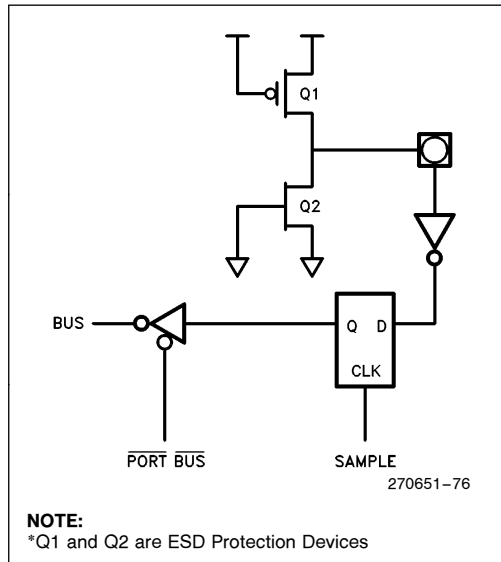 Q1
Q2
BUS
Q D
CLK
PORT BUS
SAMPLE
270651–76
NOTE:
*Q1 and Q2 are ESD Protection Devices